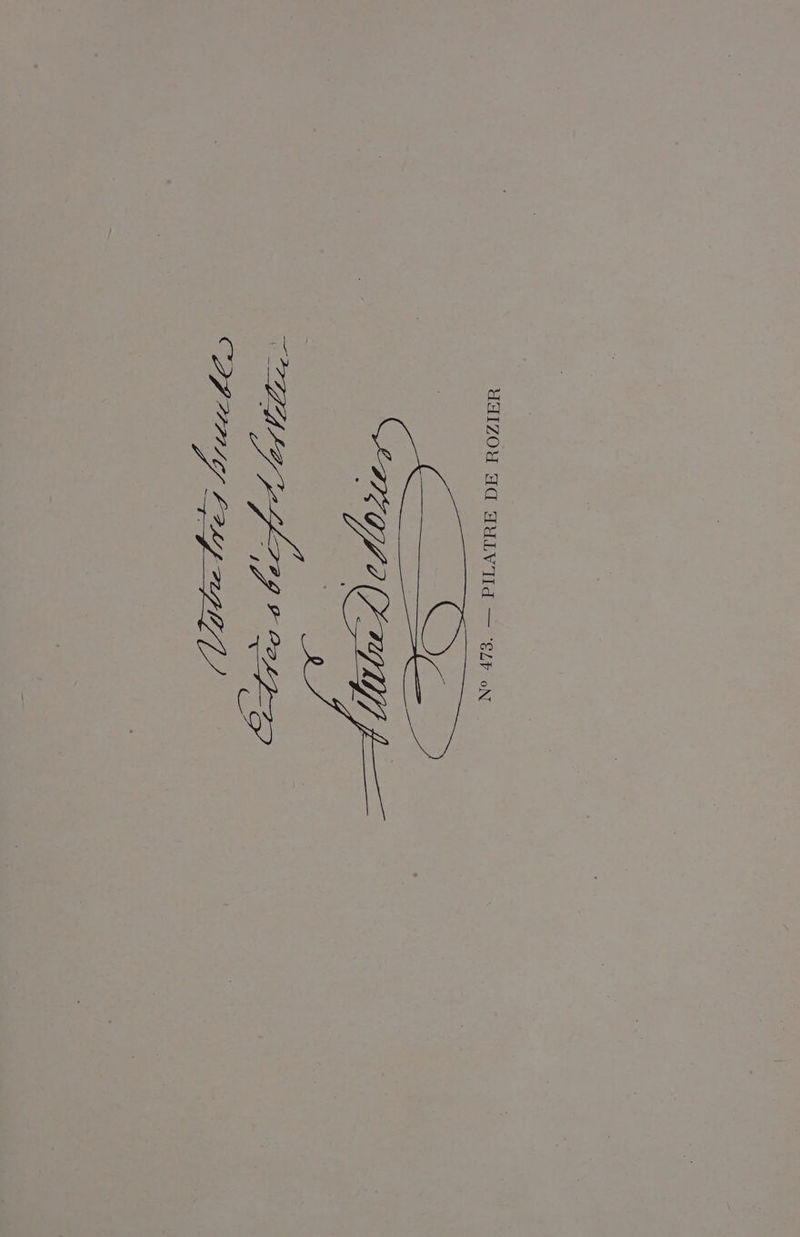 Votre très humble
Et très obéissant serviteur
Pilatre De Rozier
Nº 473. — PILATRE DE ROZIER